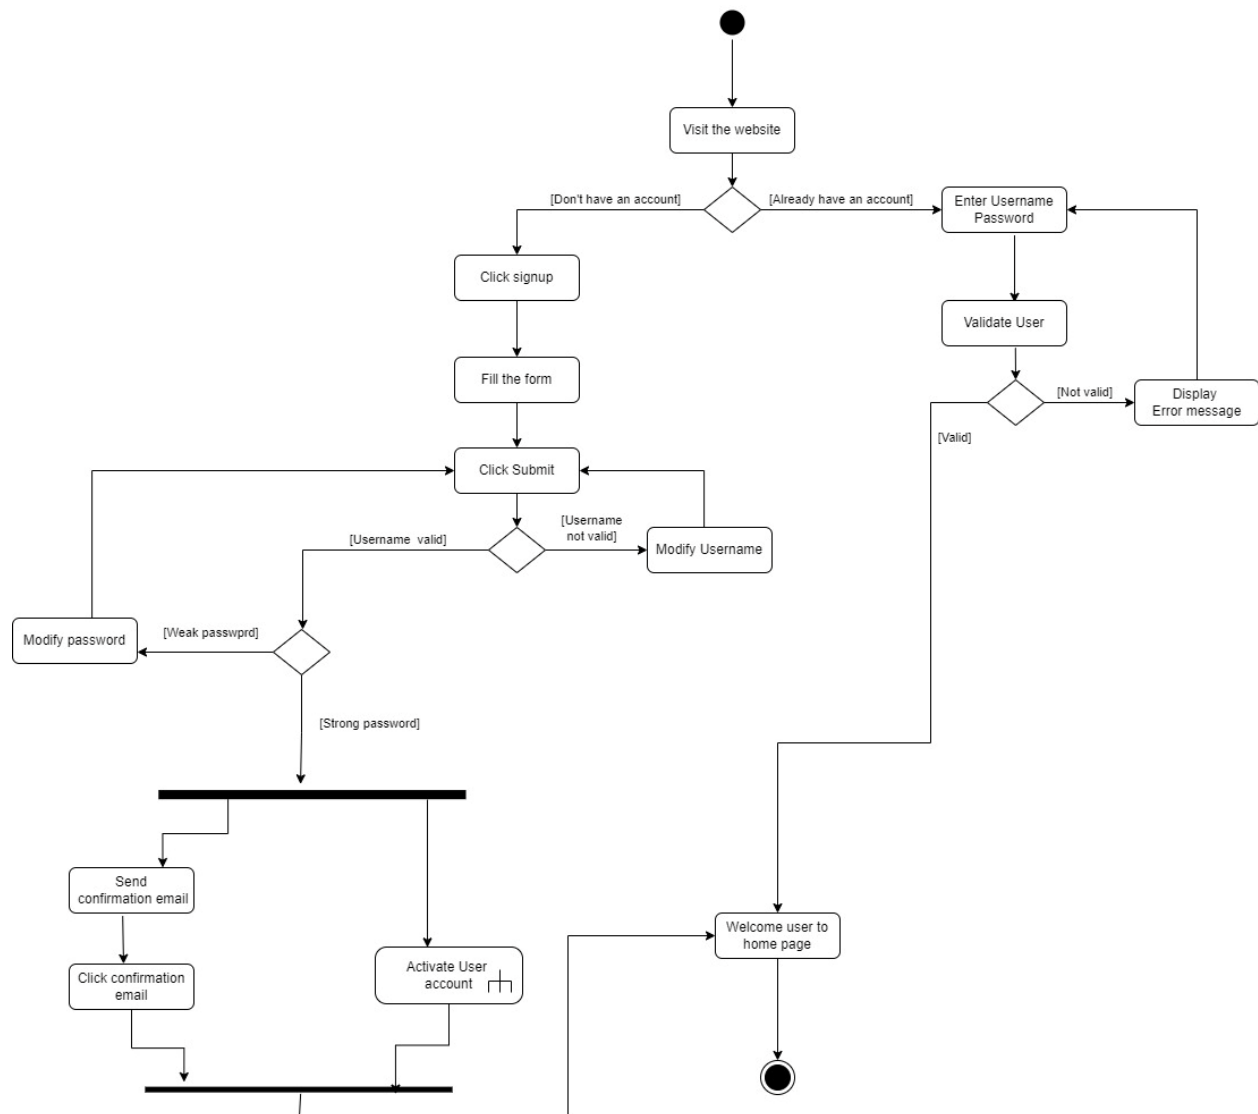 Visit the website
[Don't have an account]
[Already have an account]
Enter Username
Password
Click signup
Validate User
Fill the form
[Not valid]
Display
Error message
[Valid]
Click Submit
[Username  valid]
[Username
not valid]
Modify Username
Modify password
[Weak passwprd]
[Strong password]
Send
confirmation email
Welcome user to
home page
Activate User
account
Click confirmation
email